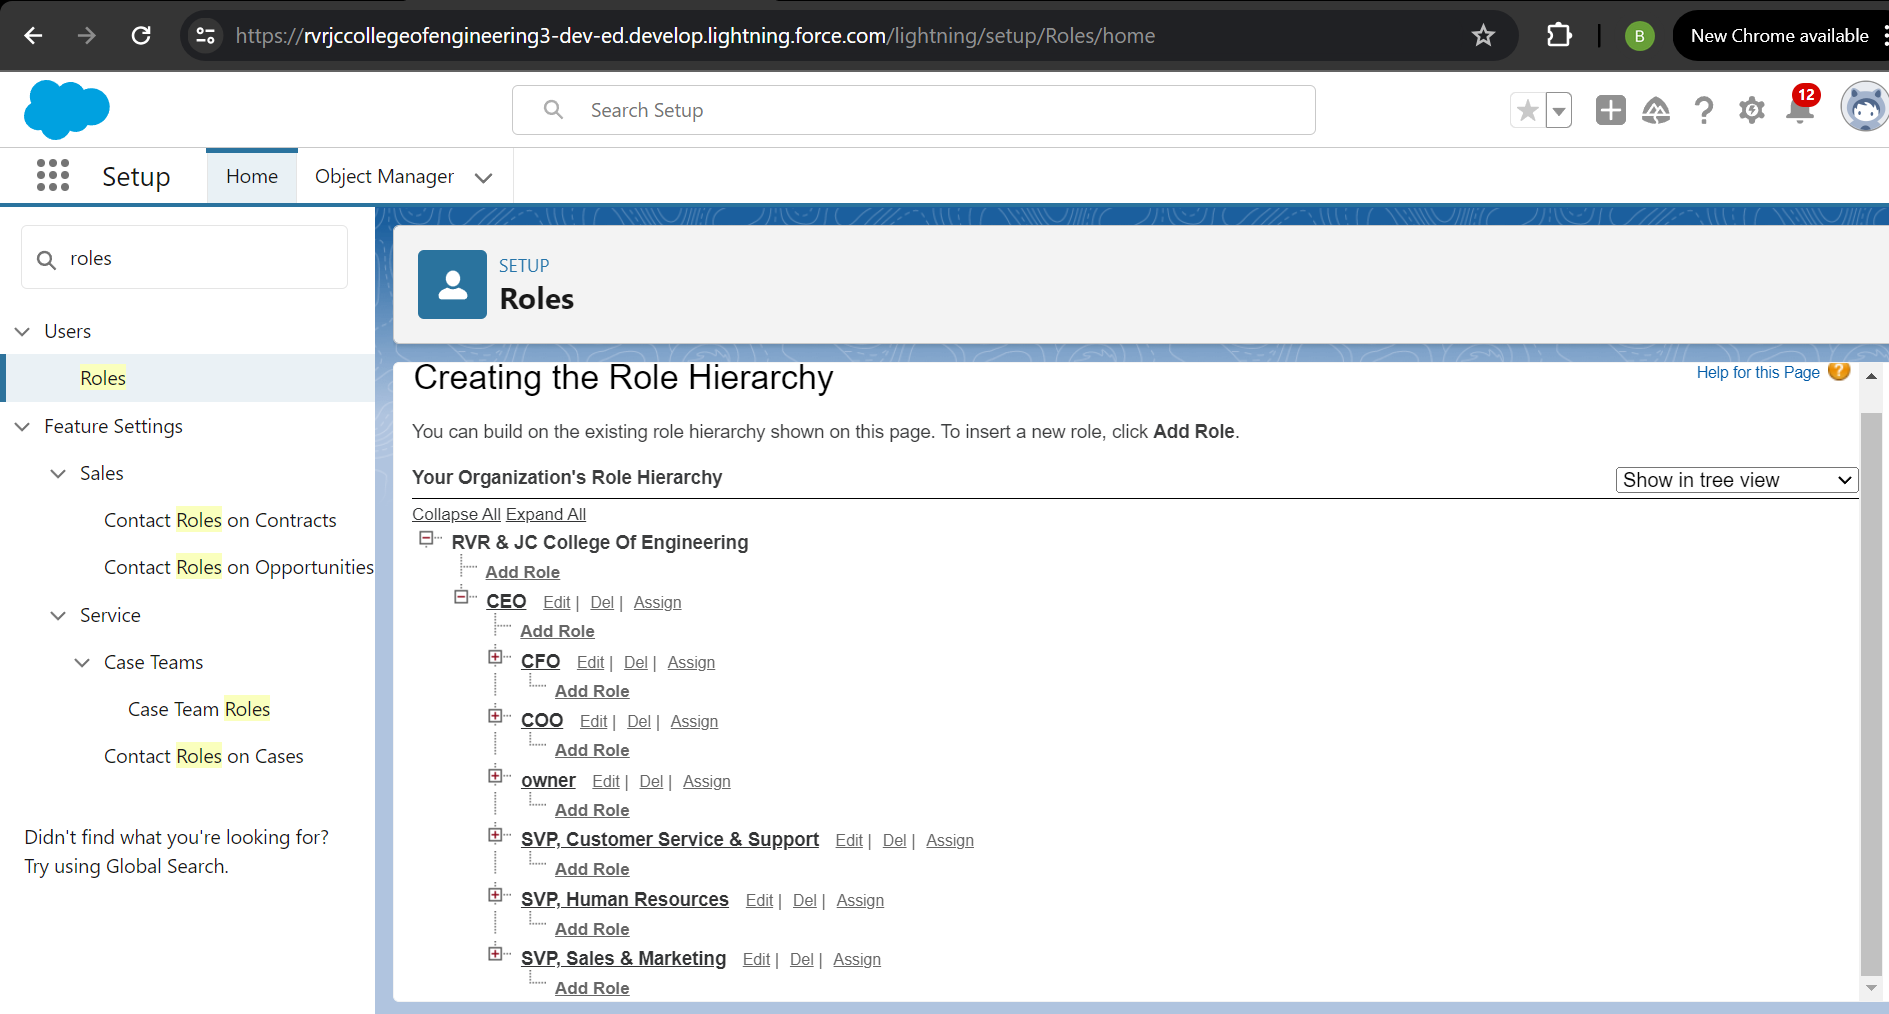 https://rvrjccollegeofengineering3-dev-ed.develop.lightning.force.com/lightning/setup/Roles/home
B
New Chrome available
Search Setup
12
Setup
Home
Object Manager
roles
Users
Roles
Feature Settings
Sales
Contact Roles on Contracts
Contact Roles on Opportunities
Service
Case Teams
Case Team Roles
Contact Roles on Cases
Didn't find what you're looking for?
Try using Global Search.
SETUP
Roles
Creating the Role Hierarchy
Help for this Page ?
You can build on the existing role hierarchy shown on this page. To insert a new role, click Add Role.
Your Organization's Role Hierarchy
Show in tree view
Collapse All Expand All
RVR & JC College Of Engineering
Add Role
CEO Edit | Del | Assign
Add Role
CFO Edit | Del | Assign
Add Role
COO Edit | Del | Assign
Add Role
owner Edit | Del | Assign
Add Role
SVP, Customer Service & Support Edit | Del | Assign
Add Role
SVP, Human Resources Edit | Del | Assign
Add Role
SVP, Sales & Marketing Edit | Del | Assign
Add Role